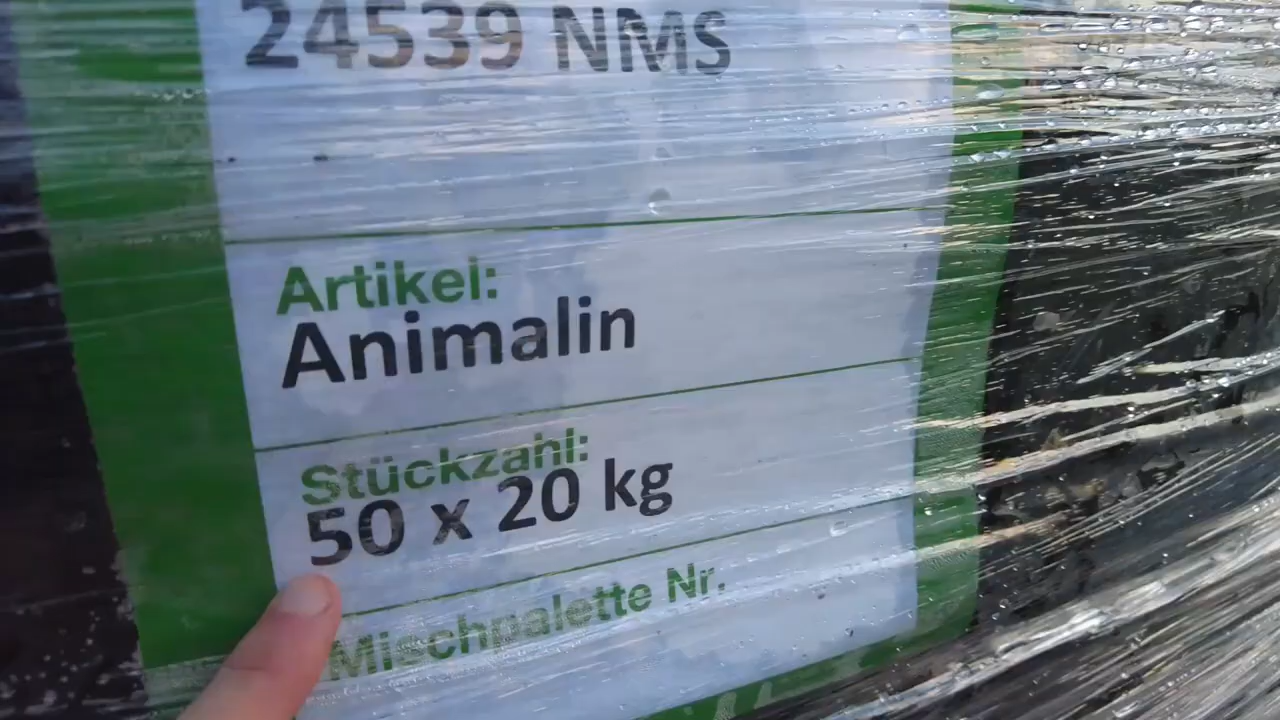 24539 NMS
Artikel:
Animalin
Stückzahl:
50 x 20 kg
Mischpalette Nr.